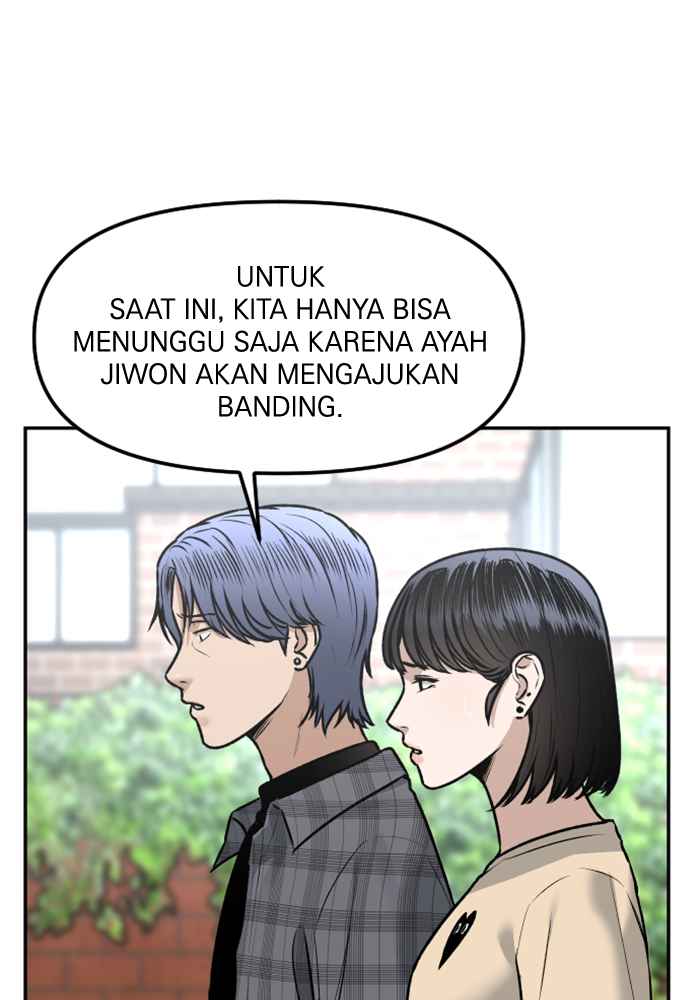 UNTUK
SAAT INI, KITA HANYA BISA
MENUNGGU SAJA KARENA AYAH
JIWON AKAN MENGAJUKAN
BANDING.